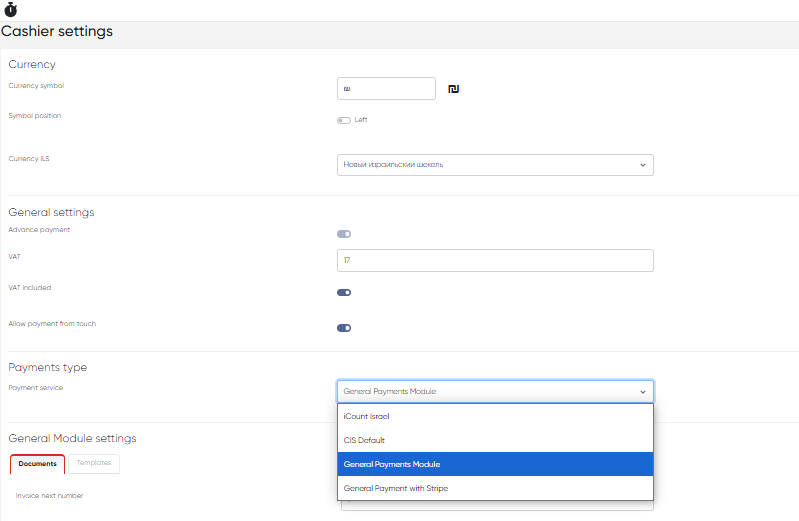 Cashier settings
Currency
Currency symbol
₪
₪
Symbol position
Left
Currency ILS
Новый израильский шекель
General settings
Advance payment
VAT
17
VAT included
Allow payment from touch
Payments type
Payment service
General Payments Module
iCount Israel
CIS Default
General Payments Module
General Payment with Stripe
General Module settings
Documents
Templates
Invoice next number